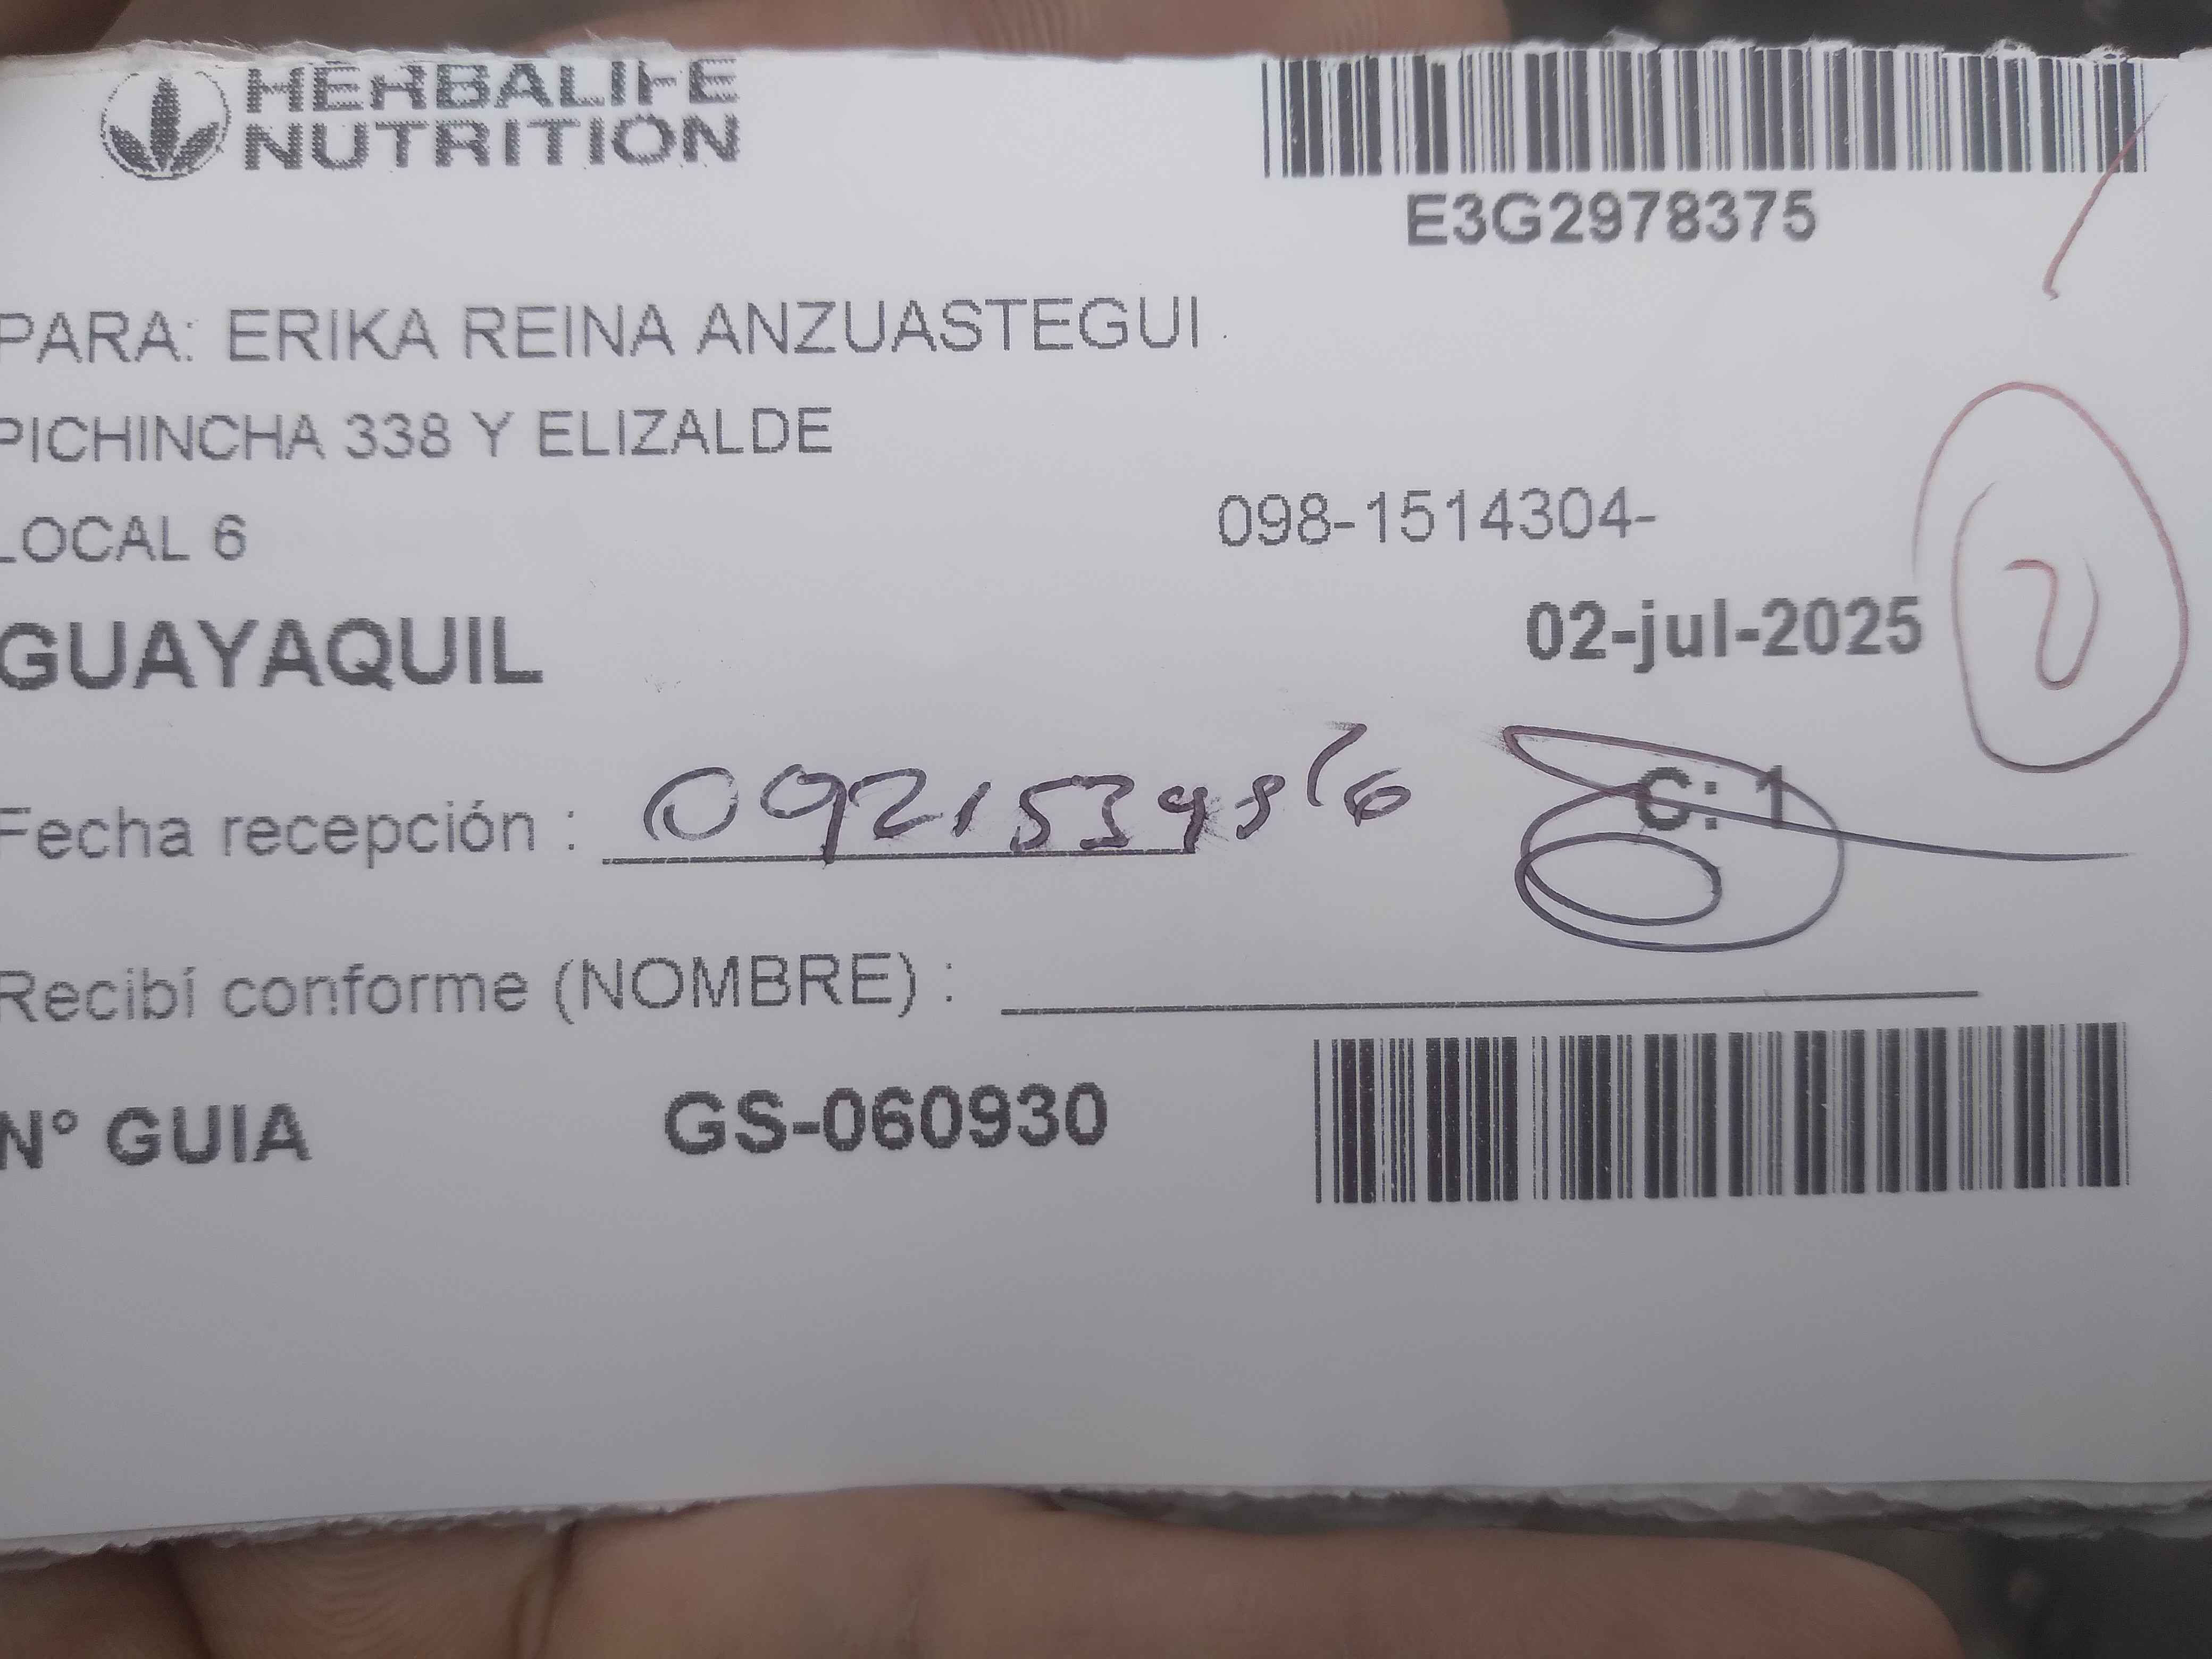 HERBALIFE
NUTRITION
E3G2978375
PARA: ERIKA REINA ANZUASTEGUI
PICHINCHA 338 Y ELIZALDE
LOCAL 6
098-1514304-
GUAYAQUIL
02-jul-2025
2
Fecha recepción :
C: 1
Recibí conforme (NOMBRE) :
N° GUIA GS-060930